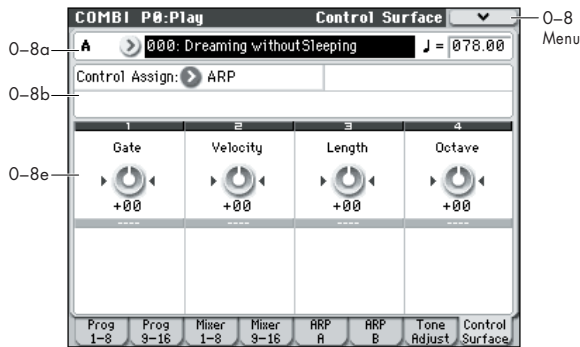 COMBI P0:Play Control Surface
0–8 Menu
0–8a
A 000: Dreaming withoutSleeping ♩= 078.00
Control Assign: ARP
0–8b
1 2 3 4
Gate Velocity Length Octave
0–8e
+00 +00 +00 +00
---- ---- ---- ----
Prog 1–8 Prog 9–16 Mixer 1–8 Mixer 9–16 ARP A ARP B Tone Adjust Control Surface